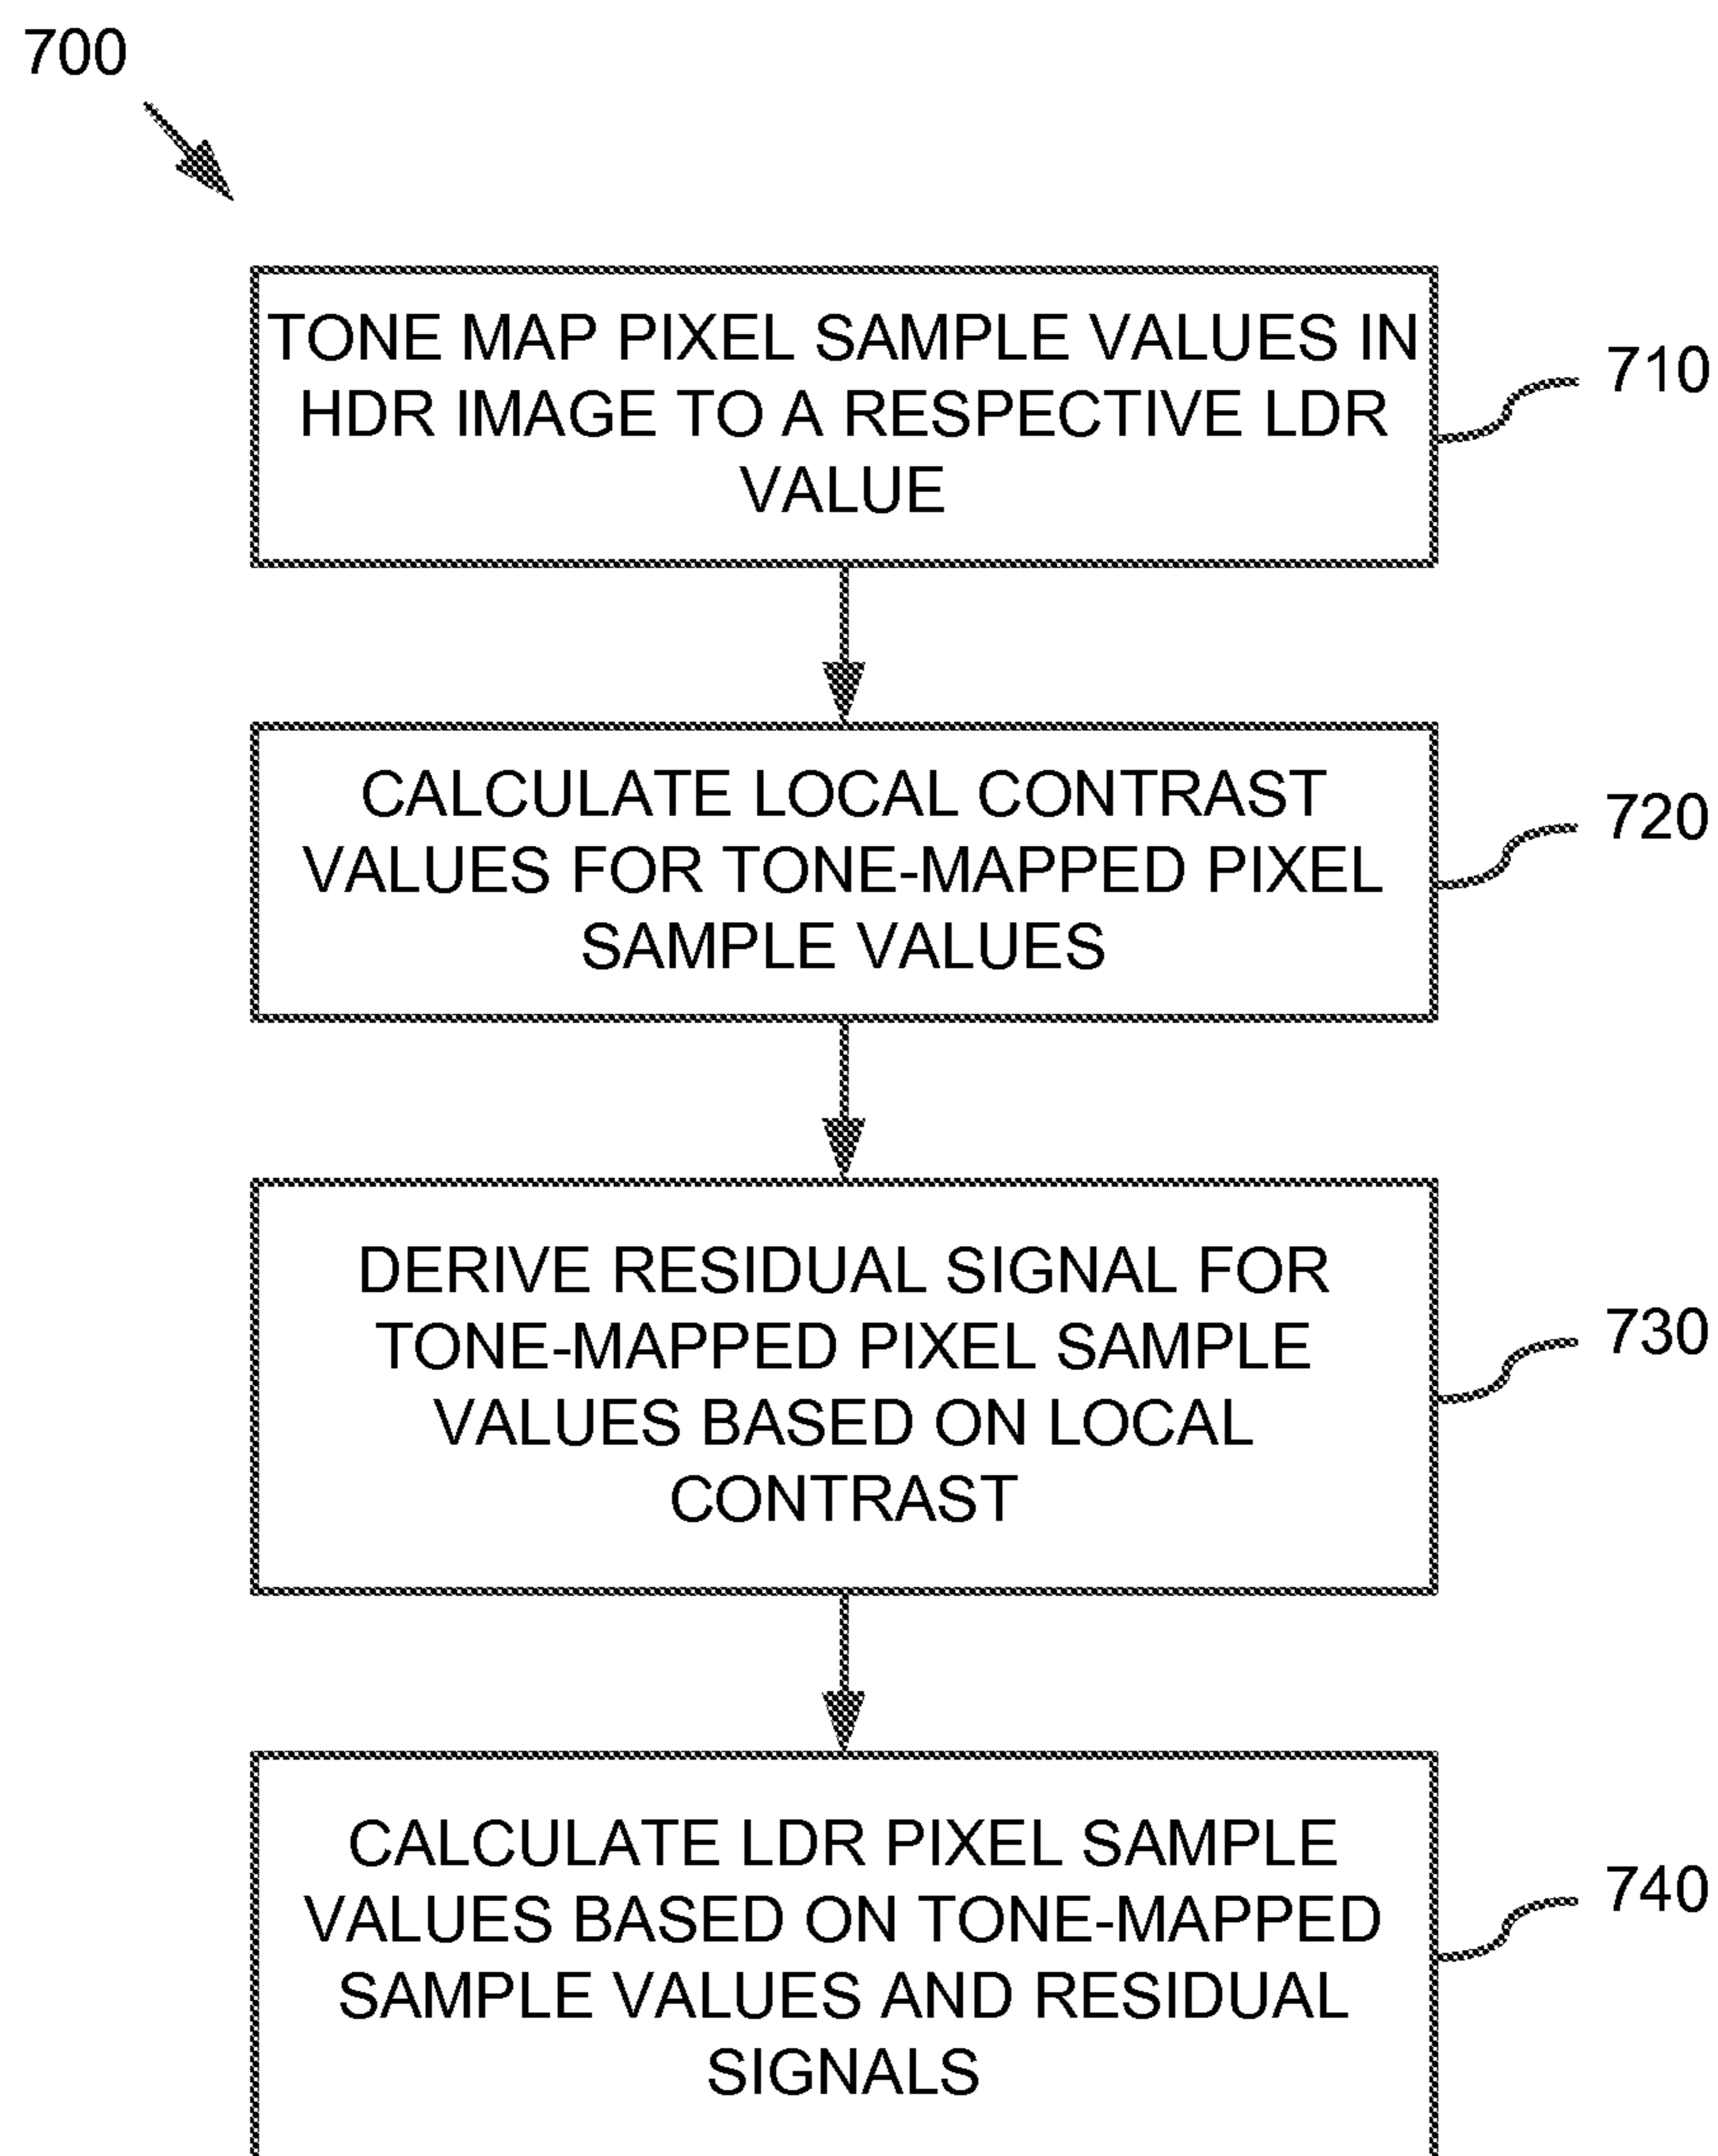 700
TONE MAP PIXEL SAMPLE VALUES IN
HDR IMAGE TO A RESPECTIVE LDR
VALUE
710
CALCULATE LOCAL CONTRAST
VALUES FOR TONE-MAPPED PIXEL
SAMPLE VALUES
720
DERIVE RESIDUAL SIGNAL FOR
TONE-MAPPED PIXEL SAMPLE
VALUES BASED ON LOCAL
CONTRAST
730
CALCULATE LDR PIXEL SAMPLE
VALUES BASED ON TONE-MAPPED
SAMPLE VALUES AND RESIDUAL
SIGNALS
740